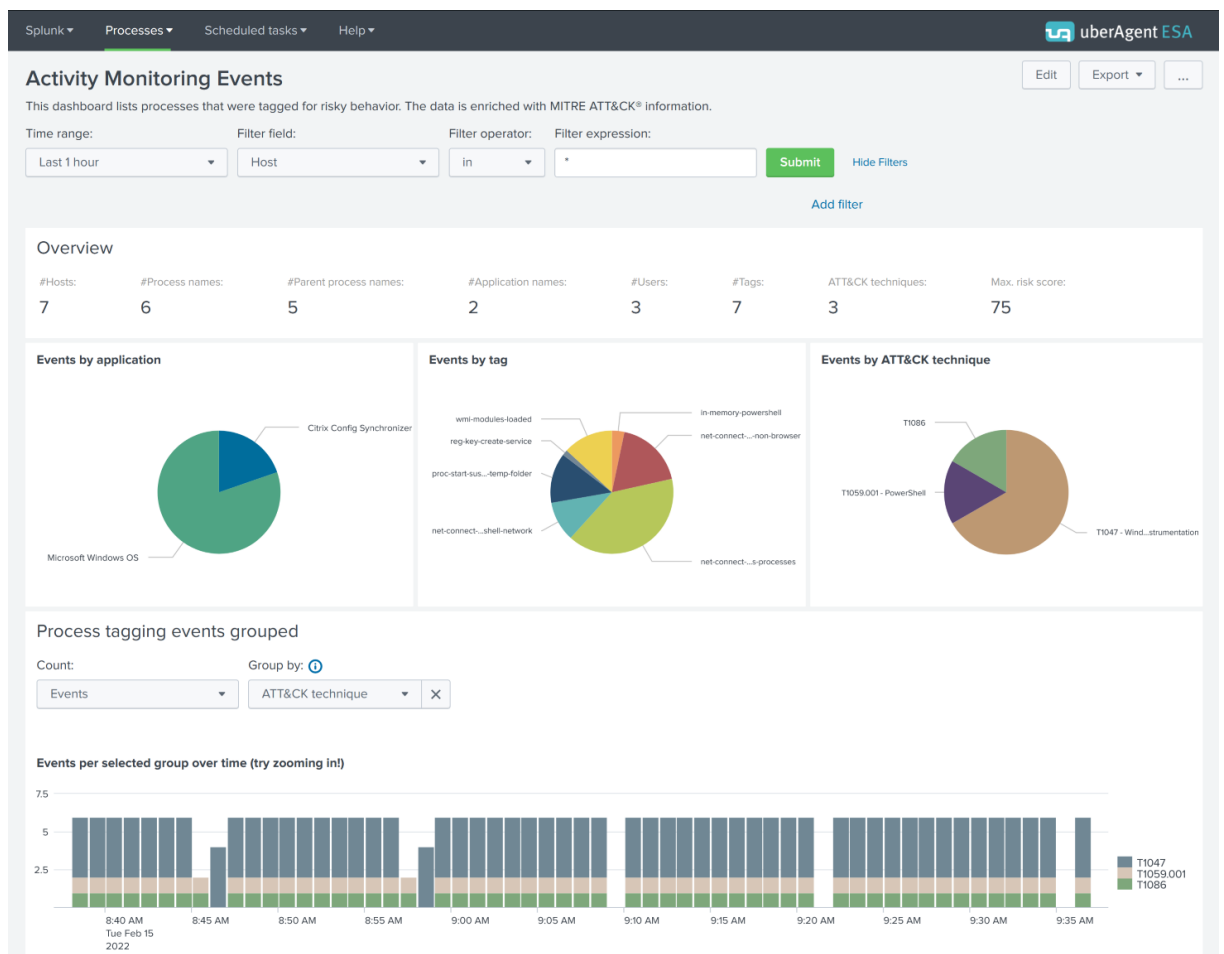 Splunk Processes Scheduled tasks Help uberAgent ESA
Activity Monitoring Events
Edit Export ...
This dashboard lists processes that were tagged for risky behavior. The data is enriched with MITRE ATT&CK® information.
Time range: Filter field: Filter operator: Filter expression:
Last 1 hour Host in * Submit Hide Filters
Add filter
Overview
#Hosts: #Process names: #Parent process names: #Application names: #Users: #Tags: ATT&CK techniques: Max. risk score:
7 6 5 2 3 7 3 75
Events by application
Citrix Config Synchronizer
Microsoft Windows OS
Events by tag
in-memory-powershell
wmi-modules-loaded
net-connect-...-non-browser
reg-key-create-service
proc-start-sus...-temp-folder
net-connect-...shell-network
net-connect-...s-processes
Events by ATT&CK technique
T1086
T1059.001 - PowerShell
T1047 - Wind...strumentation
Process tagging events grouped
Count: Group by:
Events ATT&CK technique
Events per selected group over time (try zooming in!)
7.5
5
2.5
T1047
T1059.001
T1086
8:40 AM 8:45 AM 8:50 AM 8:55 AM 9:00 AM 9:05 AM 9:10 AM 9:15 AM 9:20 AM 9:25 AM 9:30 AM 9:35 AM
Tue Feb 15
2022